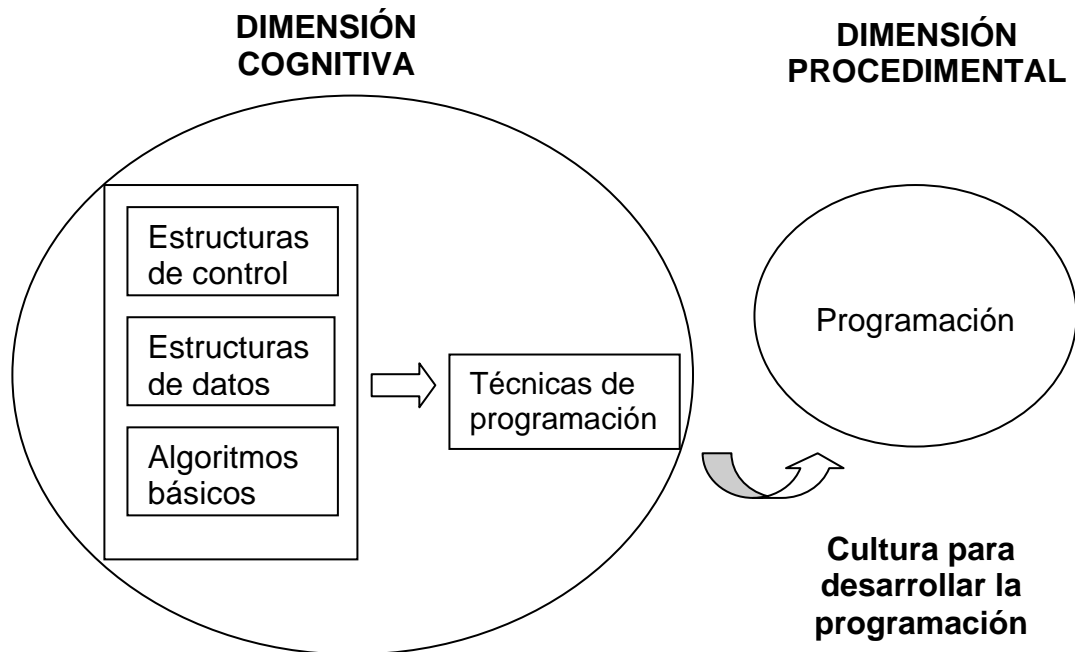 DIMENSIÓN
COGNITIVA
DIMENSIÓN
PROCEDIMENTAL
Estructuras
de control
Estructuras
de datos
Algoritmos
básicos
Técnicas de
programación
Programación
Cultura para
desarrollar la
programación